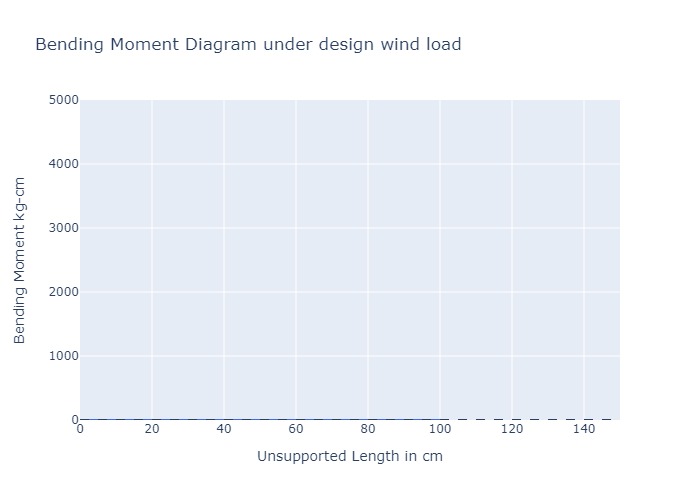 Bending Moment Diagram under design wind load
5000
4000
3000
2000
1000
0
0 20 40 60 80 100 120 140
Bending Moment kg-cm
Unsupported Length in cm